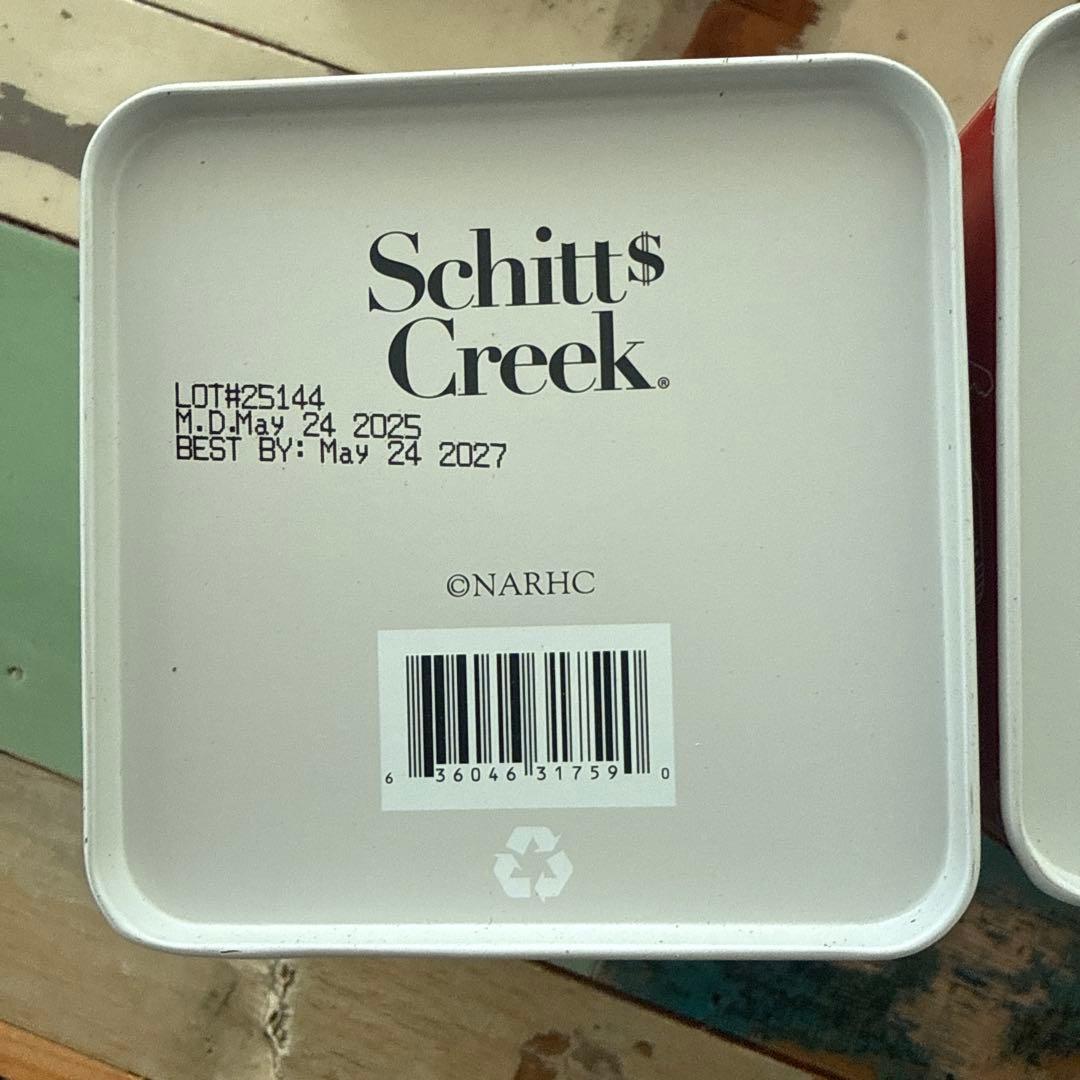 Schitt$
Creek®
LOT#25144
M.D.May 24 2025
BEST BY: May 24 2027
©NARHC
6 36046 31759 0